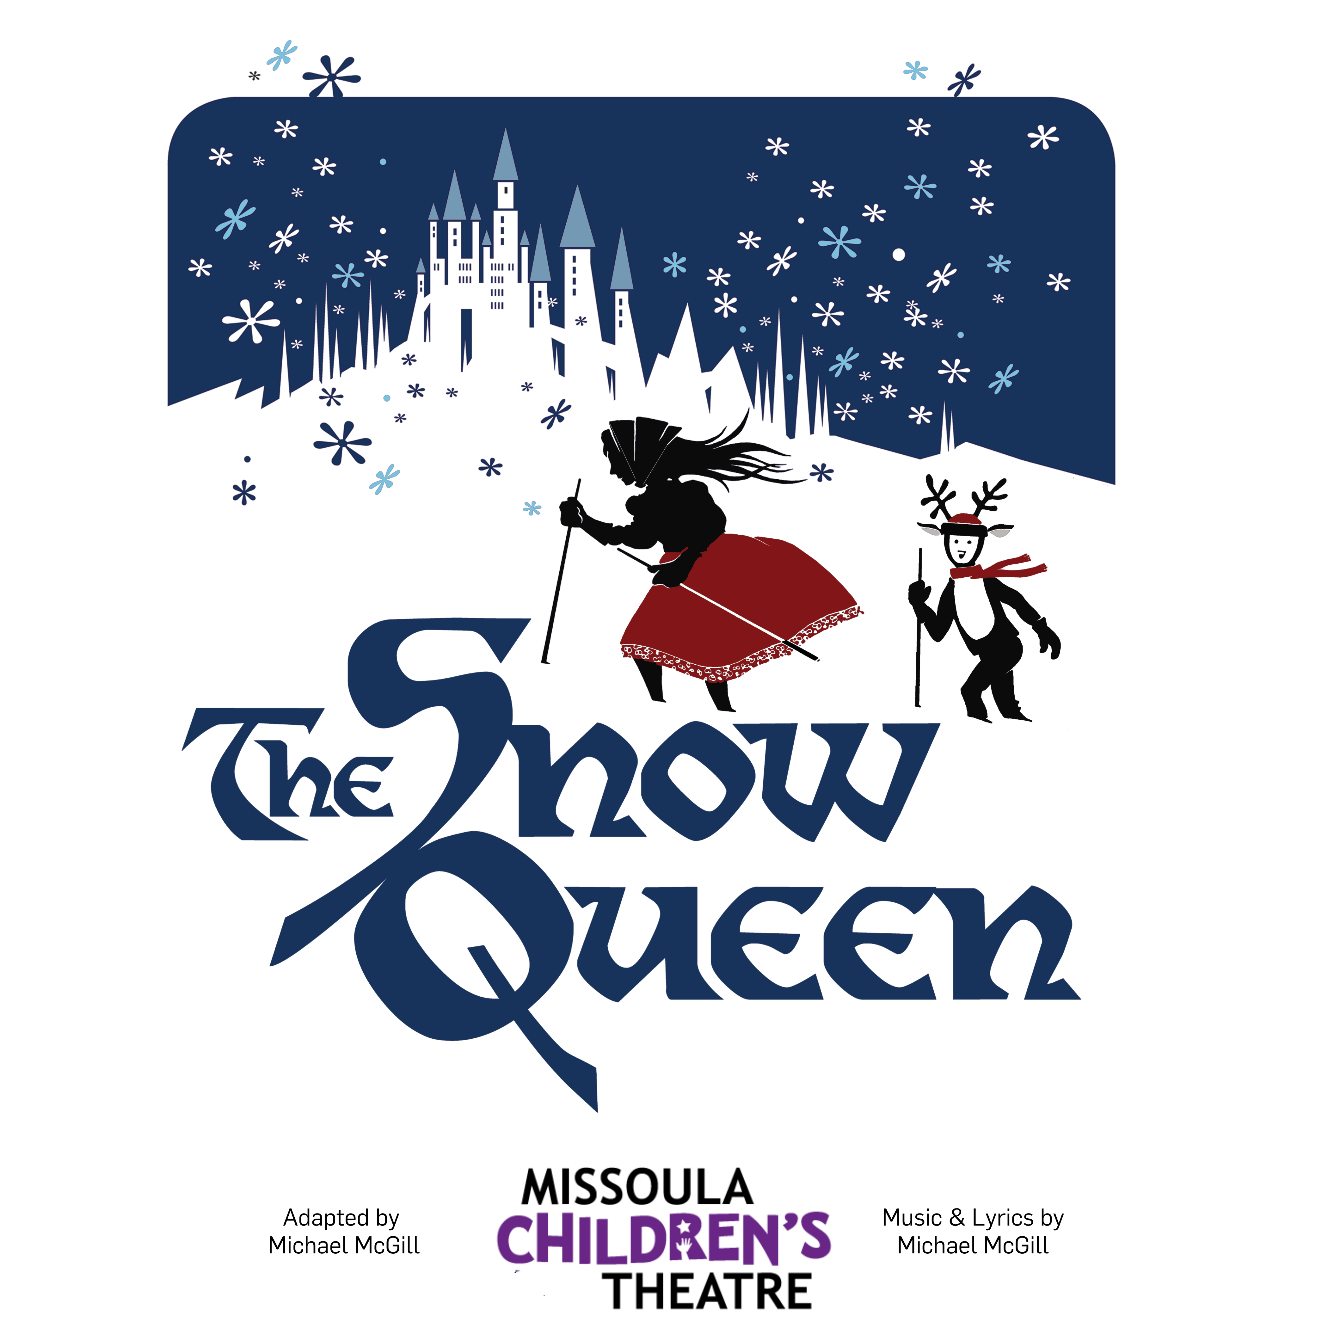 The Snow
Queen
Adapted by
Michael McGill
MISSOULA
CHILDREN'S
THEATRE
Music & Lyrics by
Michael McGill